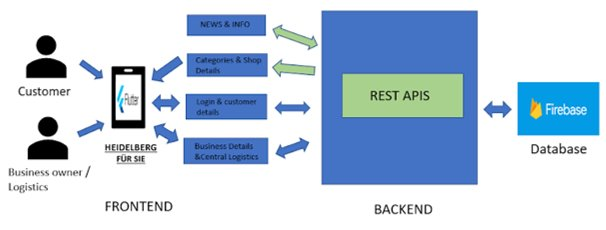 NEWS & INFO
Categories & Shop
Details
Login & customer
details
Business Details
&Central Logistics
Customer
Business owner /
Logistics
Flutter
HEIDELBERG
FÜR SIE
FRONTEND
REST APIS
BACKEND
Firebase
Database